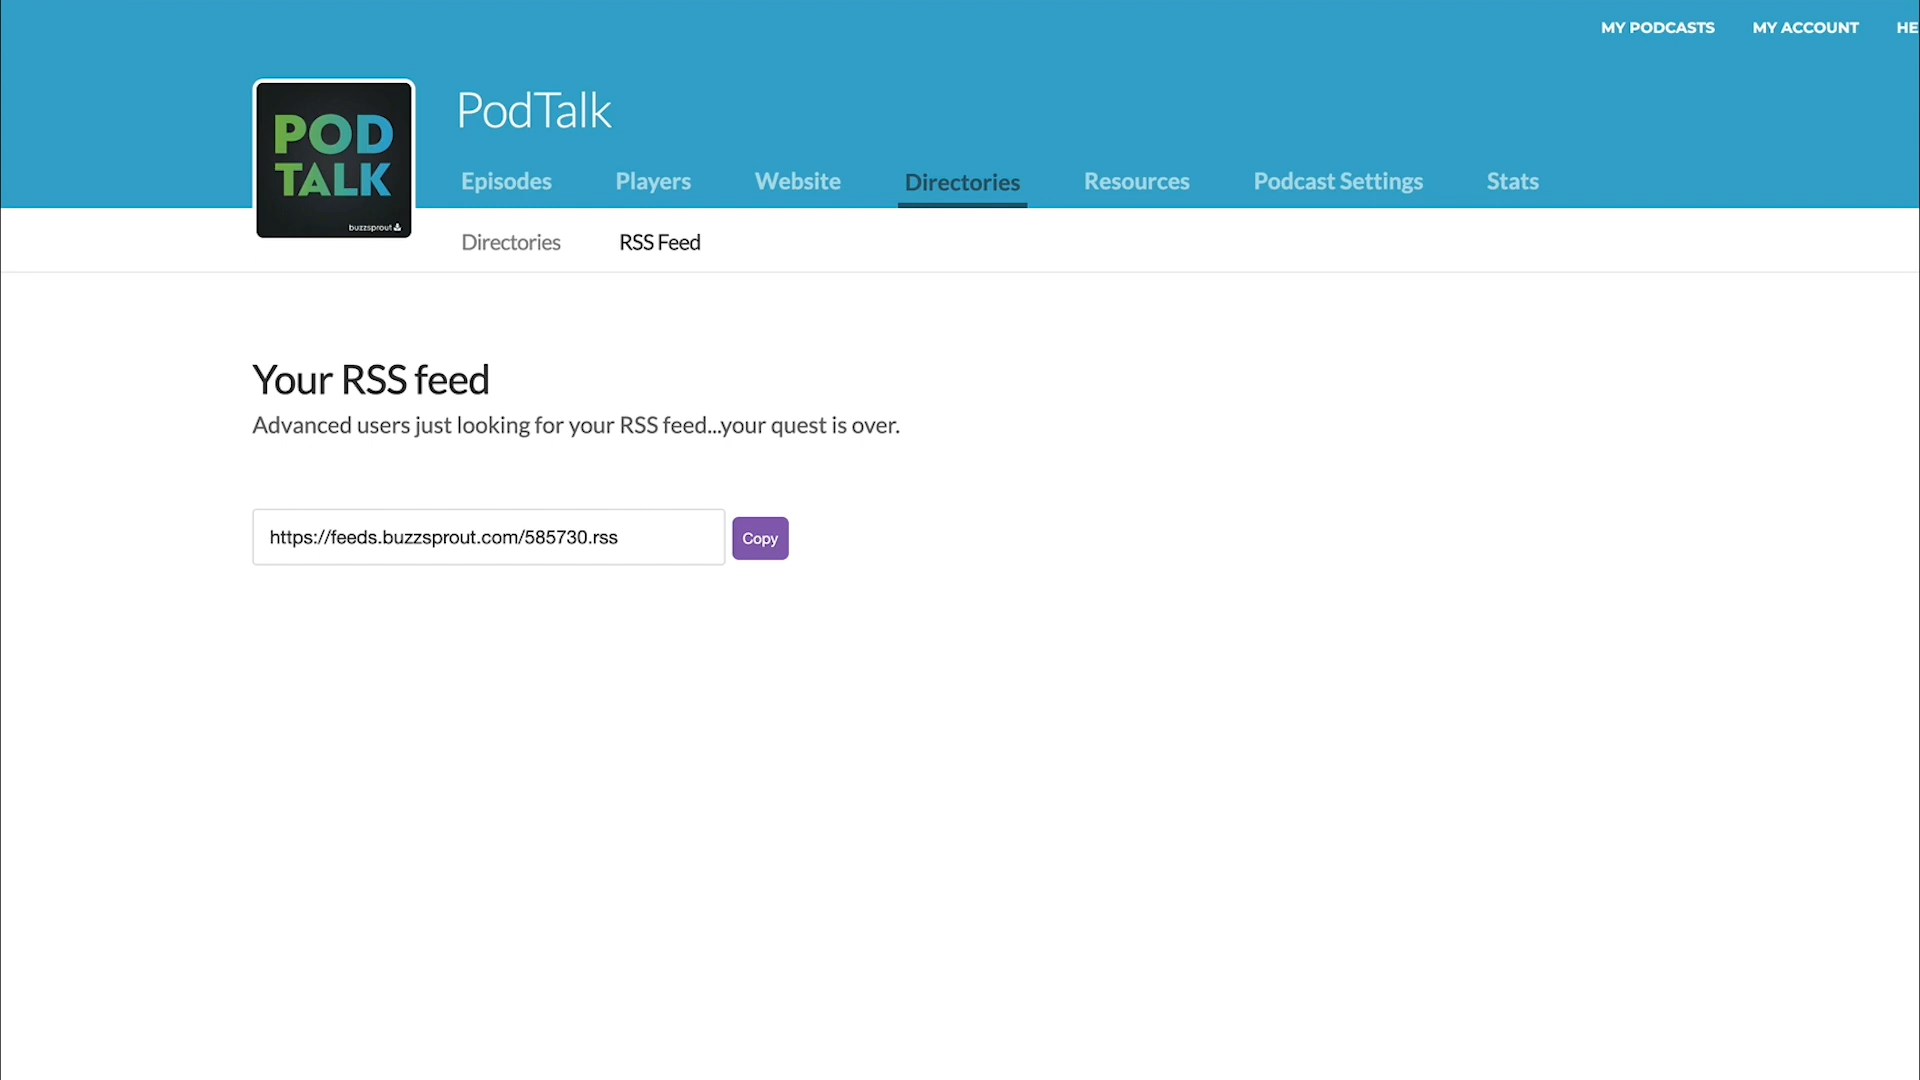 MY PODCASTS MY ACCOUNT HE
POD
TALK
buzzsprout
PodTalk
Episodes Players Website Directories Resources Podcast Settings Stats
Directories RSS Feed
Your RSS feed
Advanced users just looking for your RSS feed...your quest is over.
https://feeds.buzzsprout.com/585730.rss Copy